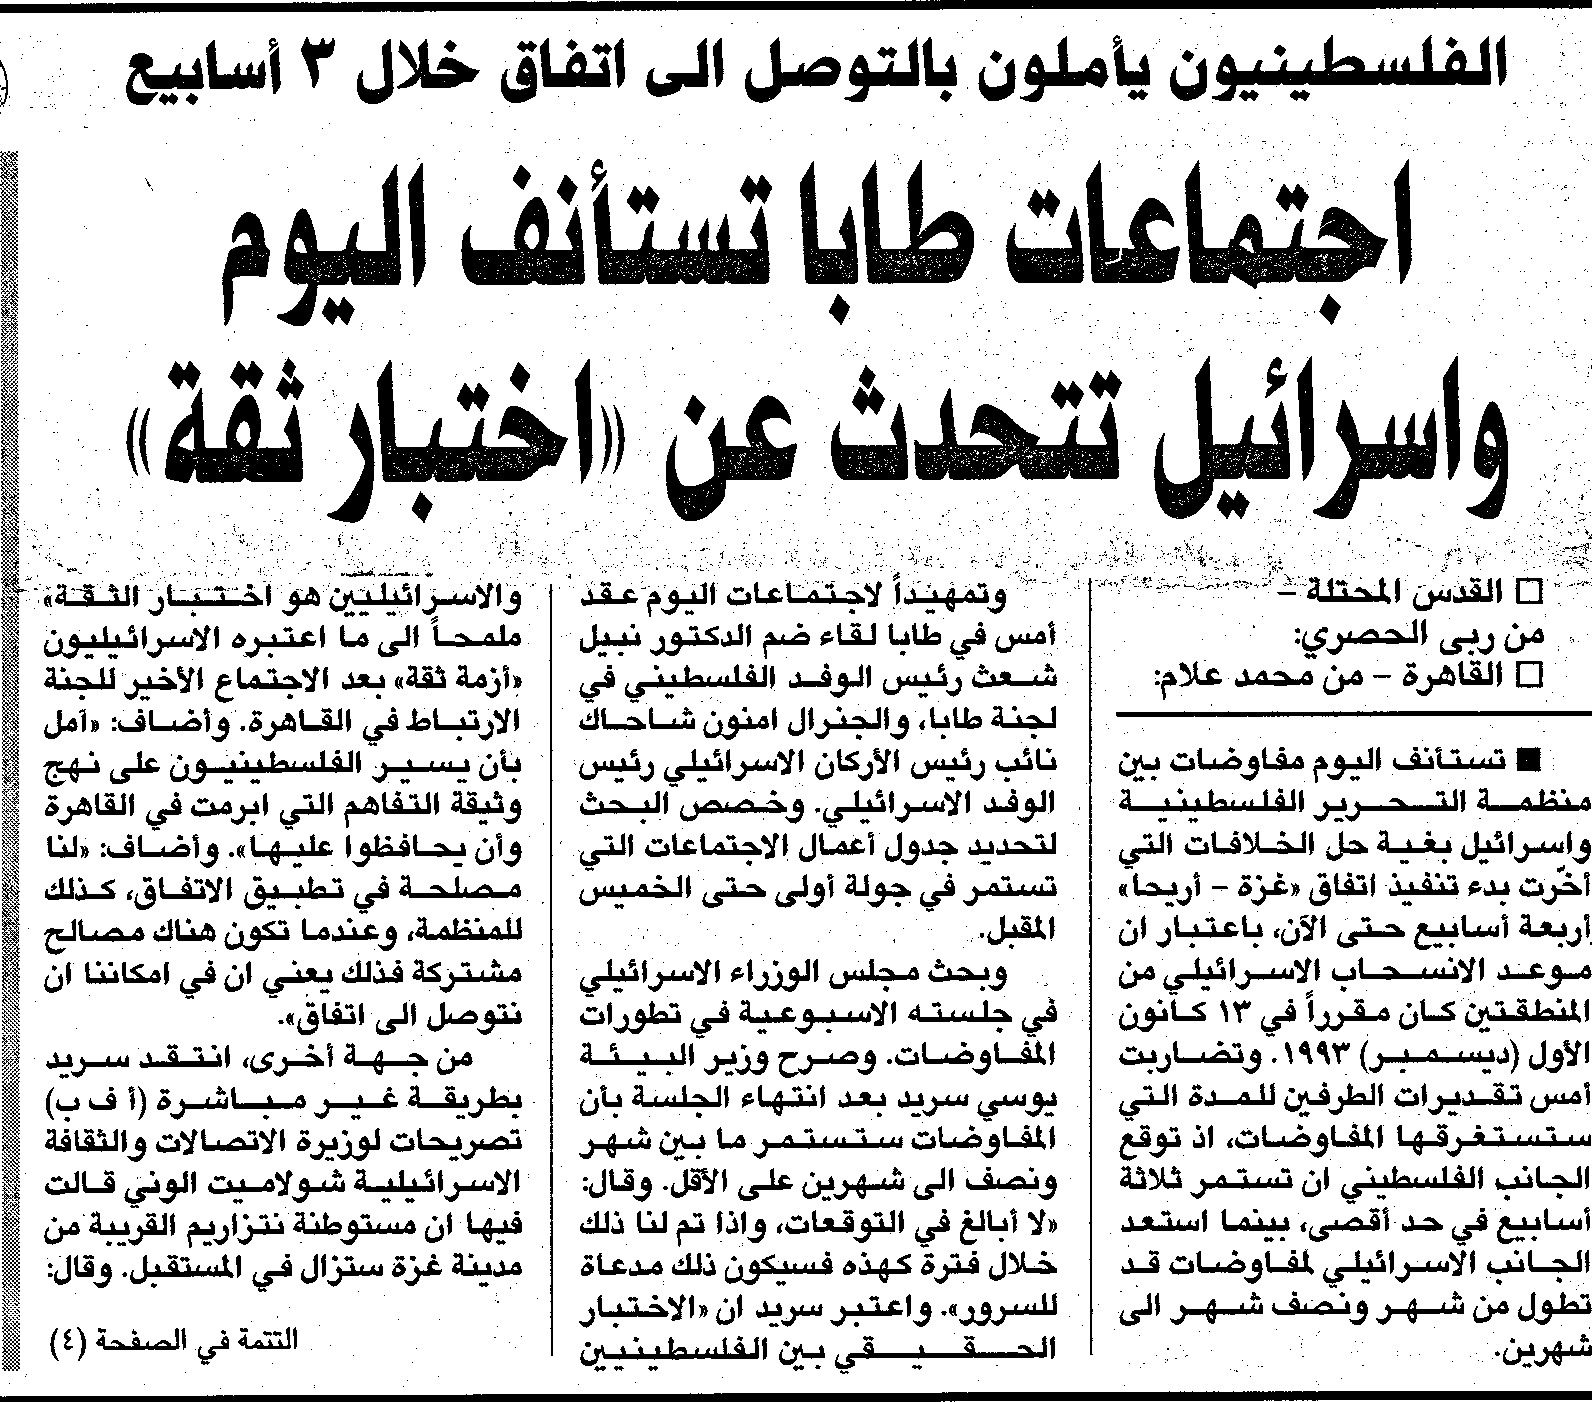 الفلسطينيون يأملون بالتوصل الى اتفاق خلال ٣ أسابيع
اجتماعات طابا تستأنف اليوم
واسرائيل تتحدث عن «اختبار ثقة»
□ القدس المحتلة –
من ربى الحصري:
□ القاهرة – من محمد علام:
■ تستأنف اليوم مفاوضات بين
منظمة التحرير الفلسطينية
واسرائيل بغية حل الخلافات التي
أخّرت بدء تنفيذ اتفاق «غزة – أريحا»
أربعة أسابيع حتى الآن، باعتبار ان
موعد الانسحاب الاسرائيلي من
المنطقتين كان مقرراً في ١٣ كانون
الأول (ديسمبر) ١٩٩٣. وتضاربت
أمس تقديرات الطرفين للمدة التي
ستستغرقها المفاوضات، اذ توقع
الجانب الفلسطيني ان تستمر ثلاثة
أسابيع في حد أقصى، بينما استعد
الجانب الاسرائيلي لمفاوضات قد
تطول من شهر ونصف شهر الى
شهرين.
وتمهيداً لاجتماعات اليوم عقد
أمس في طابا لقاء ضم الدكتور نبيل
شعث رئيس الوفد الفلسطيني في
لجنة طابا، والجنرال امنون شاحاك
نائب رئيس الأركان الاسرائيلي رئيس
الوفد الاسرائيلي. وخصص البحث
لتحديد جدول أعمال الاجتماعات التي
تستمر في جولة أولى حتى الخميس
المقبل.
وبحث مجلس الوزراء الاسرائيلي
في جلسته الاسبوعية في تطورات
المفاوضات. وصرح وزير البيئة
يوسي سريد بعد انتهاء الجلسة بأن
المفاوضات ستستمر ما بين شهر
ونصف الى شهرين على الأقل. وقال:
«لا أبالغ في التوقعات، واذا تم لنا ذلك
خلال فترة كهذه فسيكون ذلك مدعاة
للسرور». واعتبر سريد ان «الاختبار
الحقيقي بين الفلسطينيين
والاسرائيليين هو اختبار الثقة»
ملمحاً الى ما اعتبره الاسرائيليون
«أزمة ثقة» بعد الاجتماع الأخير للجنة
الارتباط في القاهرة. وأضاف: «أمل
بأن يسير الفلسطينيون على نهج
وثيقة التفاهم التي ابرمت في القاهرة
وأن يحافظوا عليها». وأضاف: «لنا
مصلحة في تطبيق الاتفاق، كذلك
للمنظمة، وعندما تكون هناك مصالح
مشتركة فذلك يعني ان في امكاننا ان
نتوصل الى اتفاق».
من جهة أخرى، انتقد سريد
بطريقة غير مباشرة (أ ف ب)
تصريحات لوزيرة الاتصالات والثقافة
الاسرائيلية شولاميت الوني قالت
فيها ان مستوطنة نتزاريم القريبة من
مدينة غزة ستزال في المستقبل. وقال:
التتمة في الصفحة (٤)